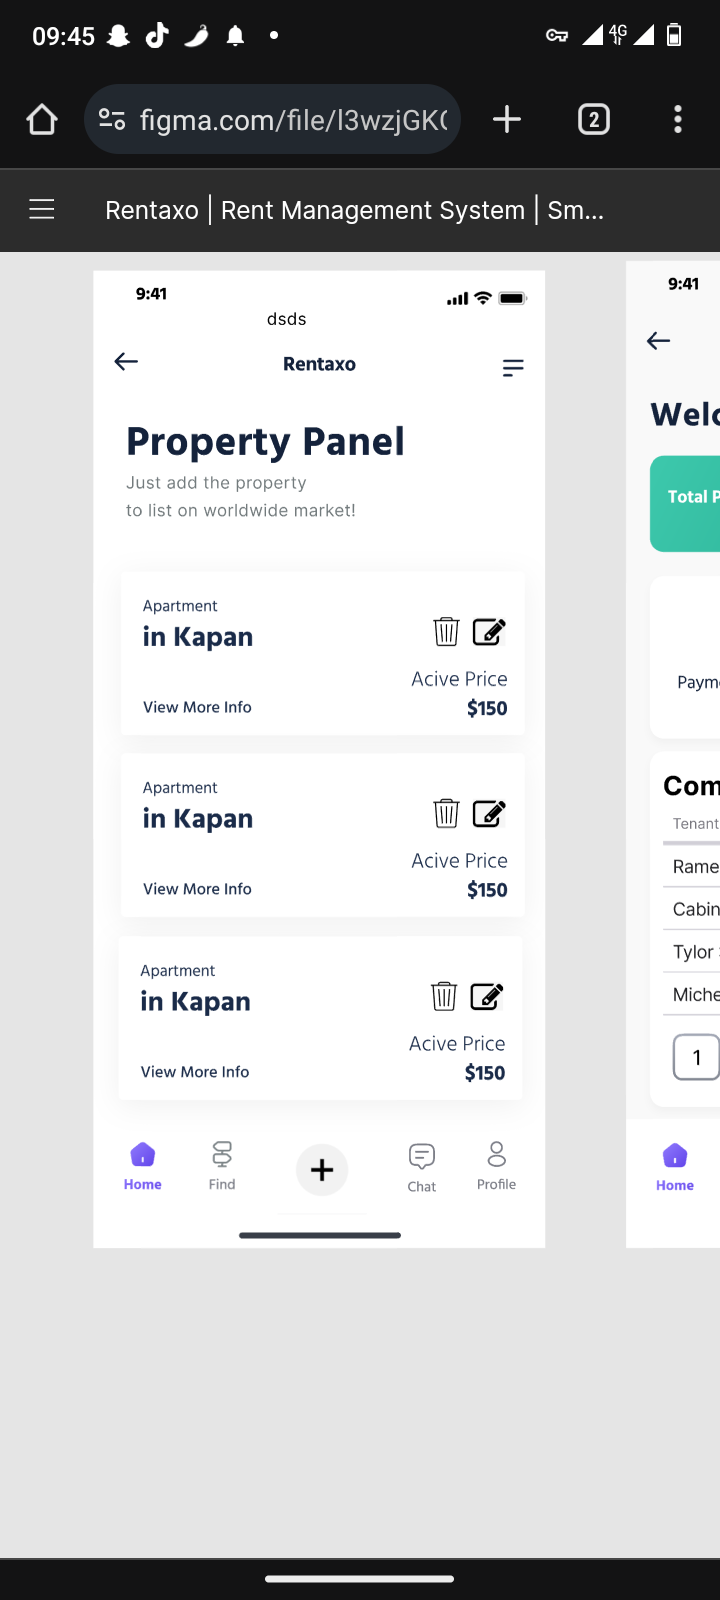 09:45
4G
figma.com/file/l3wzjGK
2
Rentaxo | Rent Management System | Sm...
9:41
dsds
Rentaxo
Property Panel
Just add the property
to list on worldwide market!
Apartment
in Kapan
Acive Price
View More Info
$150
Apartment
in Kapan
Acive Price
View More Info
$150
Apartment
in Kapan
Acive Price
View More Info
$150
Home
Find
Chat
Profile
9:41
Welc
Total P
Payme
Com
Tenant
Rame
Cabin
Tylor
Miche
1
Home